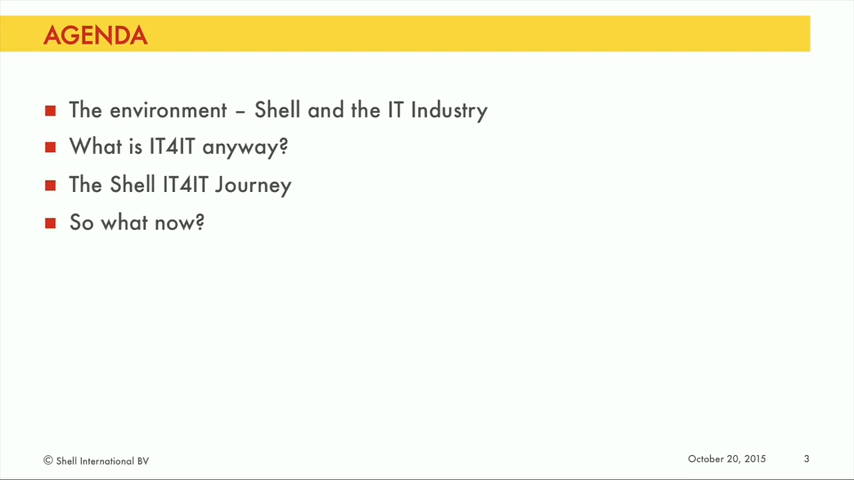 AGENDA
The environment – Shell and the IT Industry
What is IT4IT anyway?
The Shell IT4IT Journey
So what now?
© Shell International BV
October 20, 2015 3